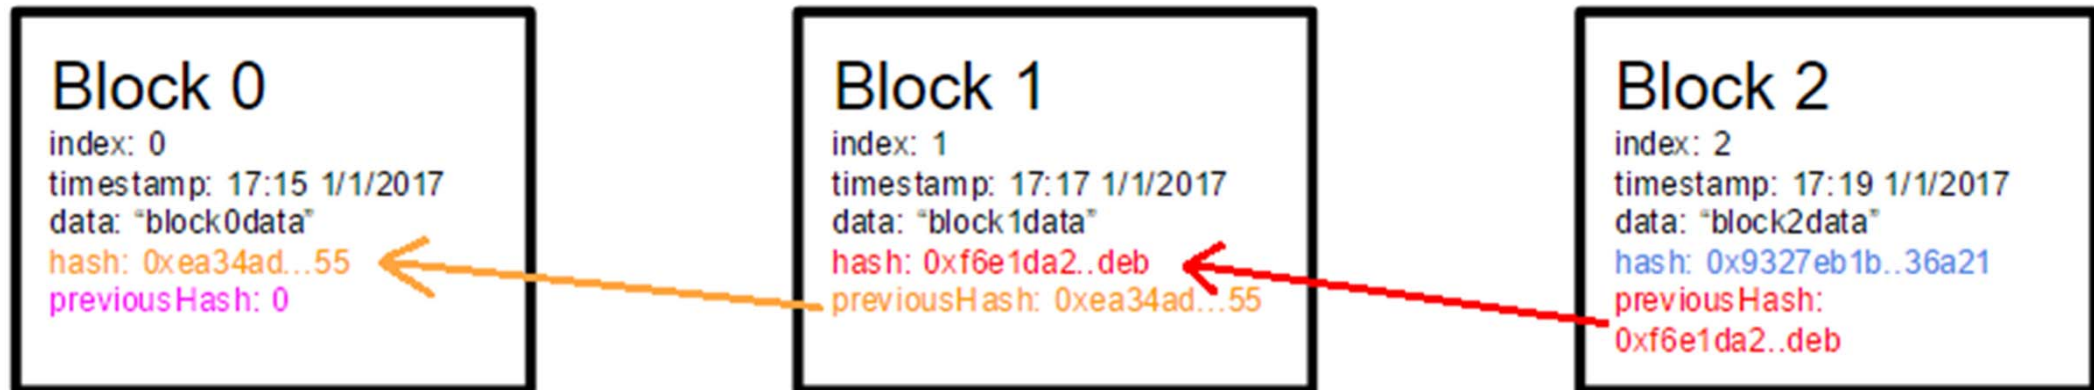 Block 0
index: 0
timestamp: 17:15 1/1/2017
data: “block0data”
hash: 0xea34ad...55
previousHash: 0
Block 1
index: 1
timestamp: 17:17 1/1/2017
data: “block1data”
hash: 0xf6e1da2..deb
previousHash: 0xea34ad...55
Block 2
index: 2
timestamp: 17:19 1/1/2017
data: “block2data”
hash: 0x9327eb1b..36a21
previousHash:
0xf6e1da2..deb